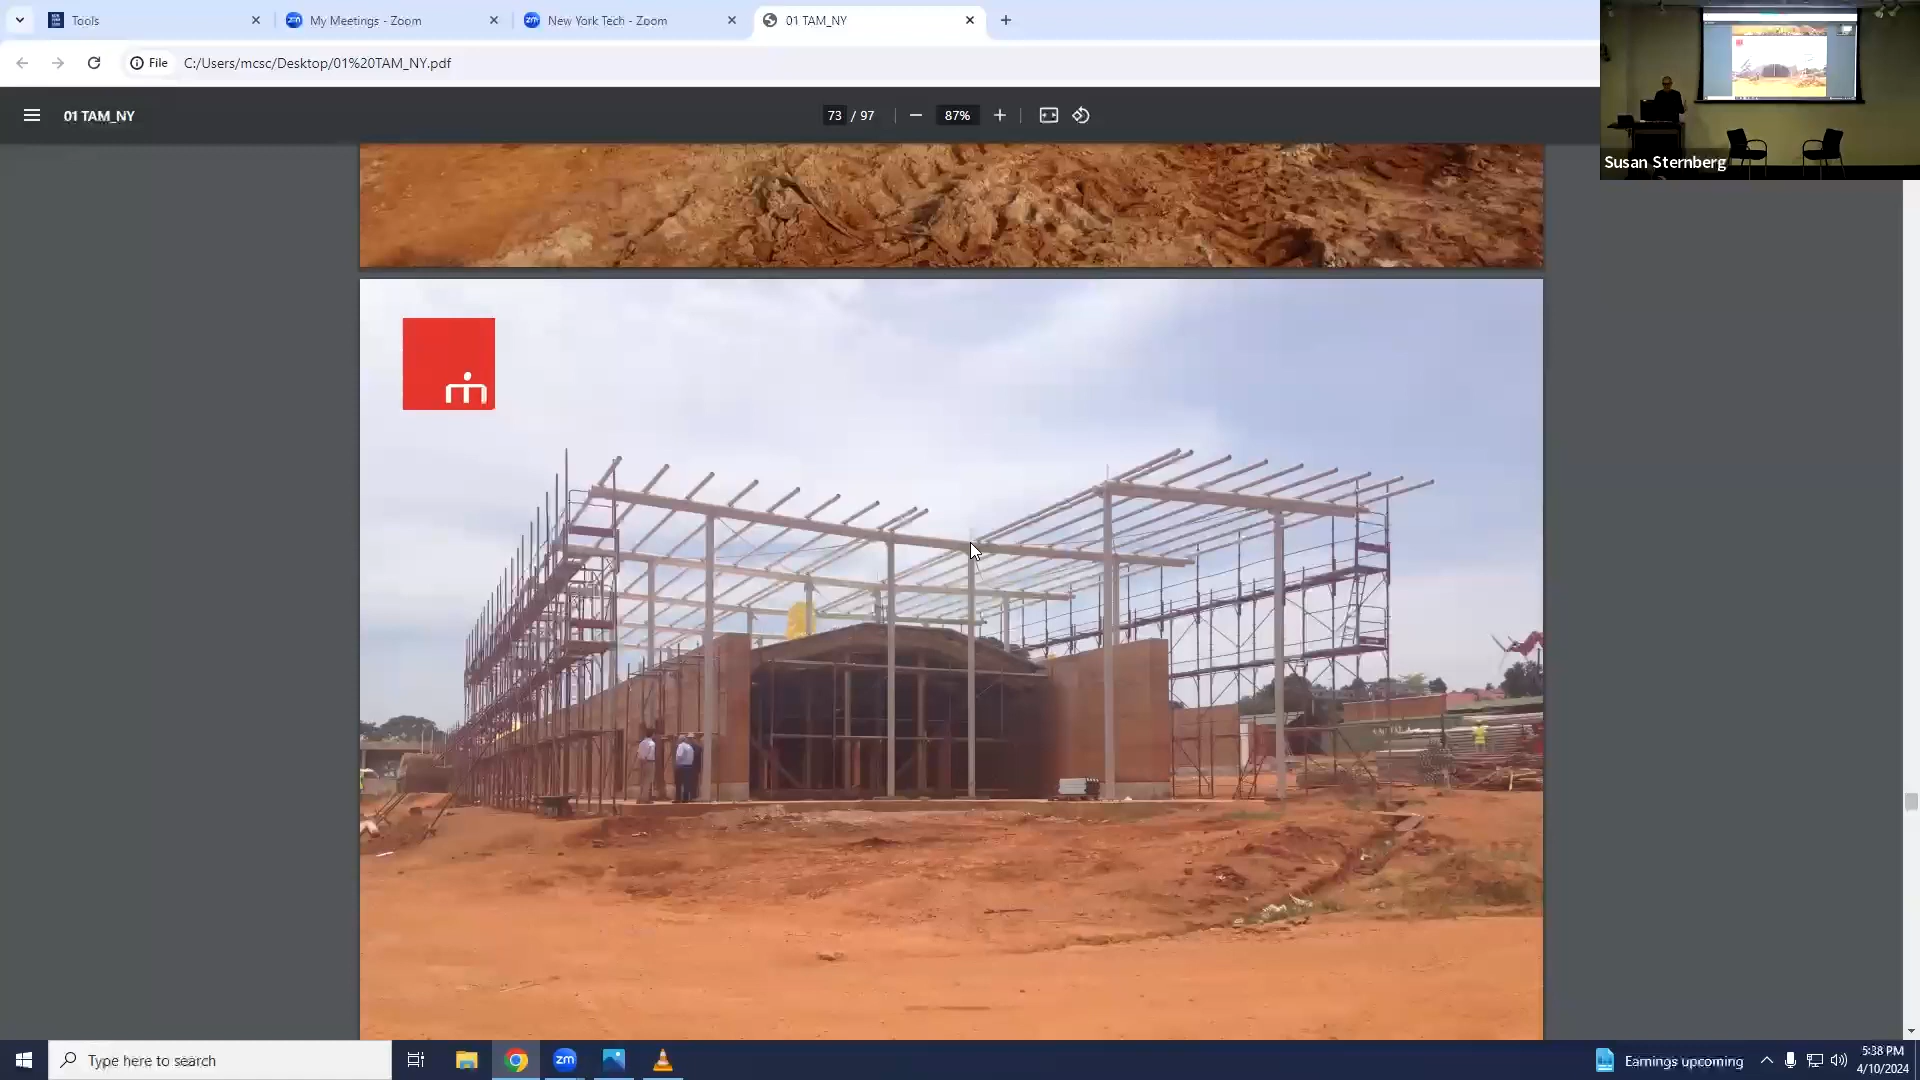 Tools
My Meetings - Zoom
New York Tech - Zoom
01 TAM_NY
File
C:/Users/mcsc/Desktop/01%20TAM_NY.pdf
01 TAM_NY
73 / 97
87%
Susan Sternberg
Type here to search
zm
Earnings upcoming
5:38 PM
4/10/2024